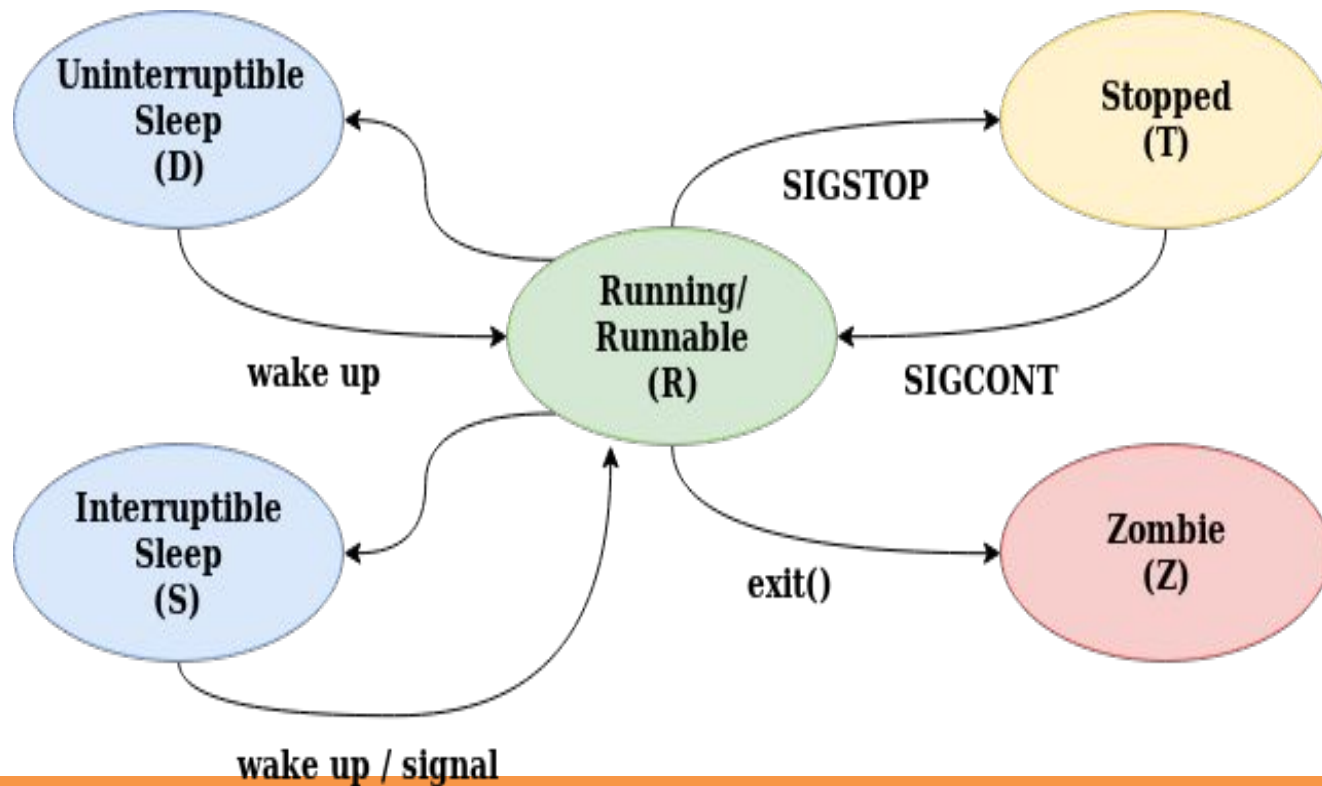 Uninterruptible
Sleep
(D)
Stopped
(T)
SIGSTOP
Running/
Runnable
(R)
wake up
SIGCONT
Interruptible
Sleep
(S)
Zombie
(Z)
exit()
wake up / signal